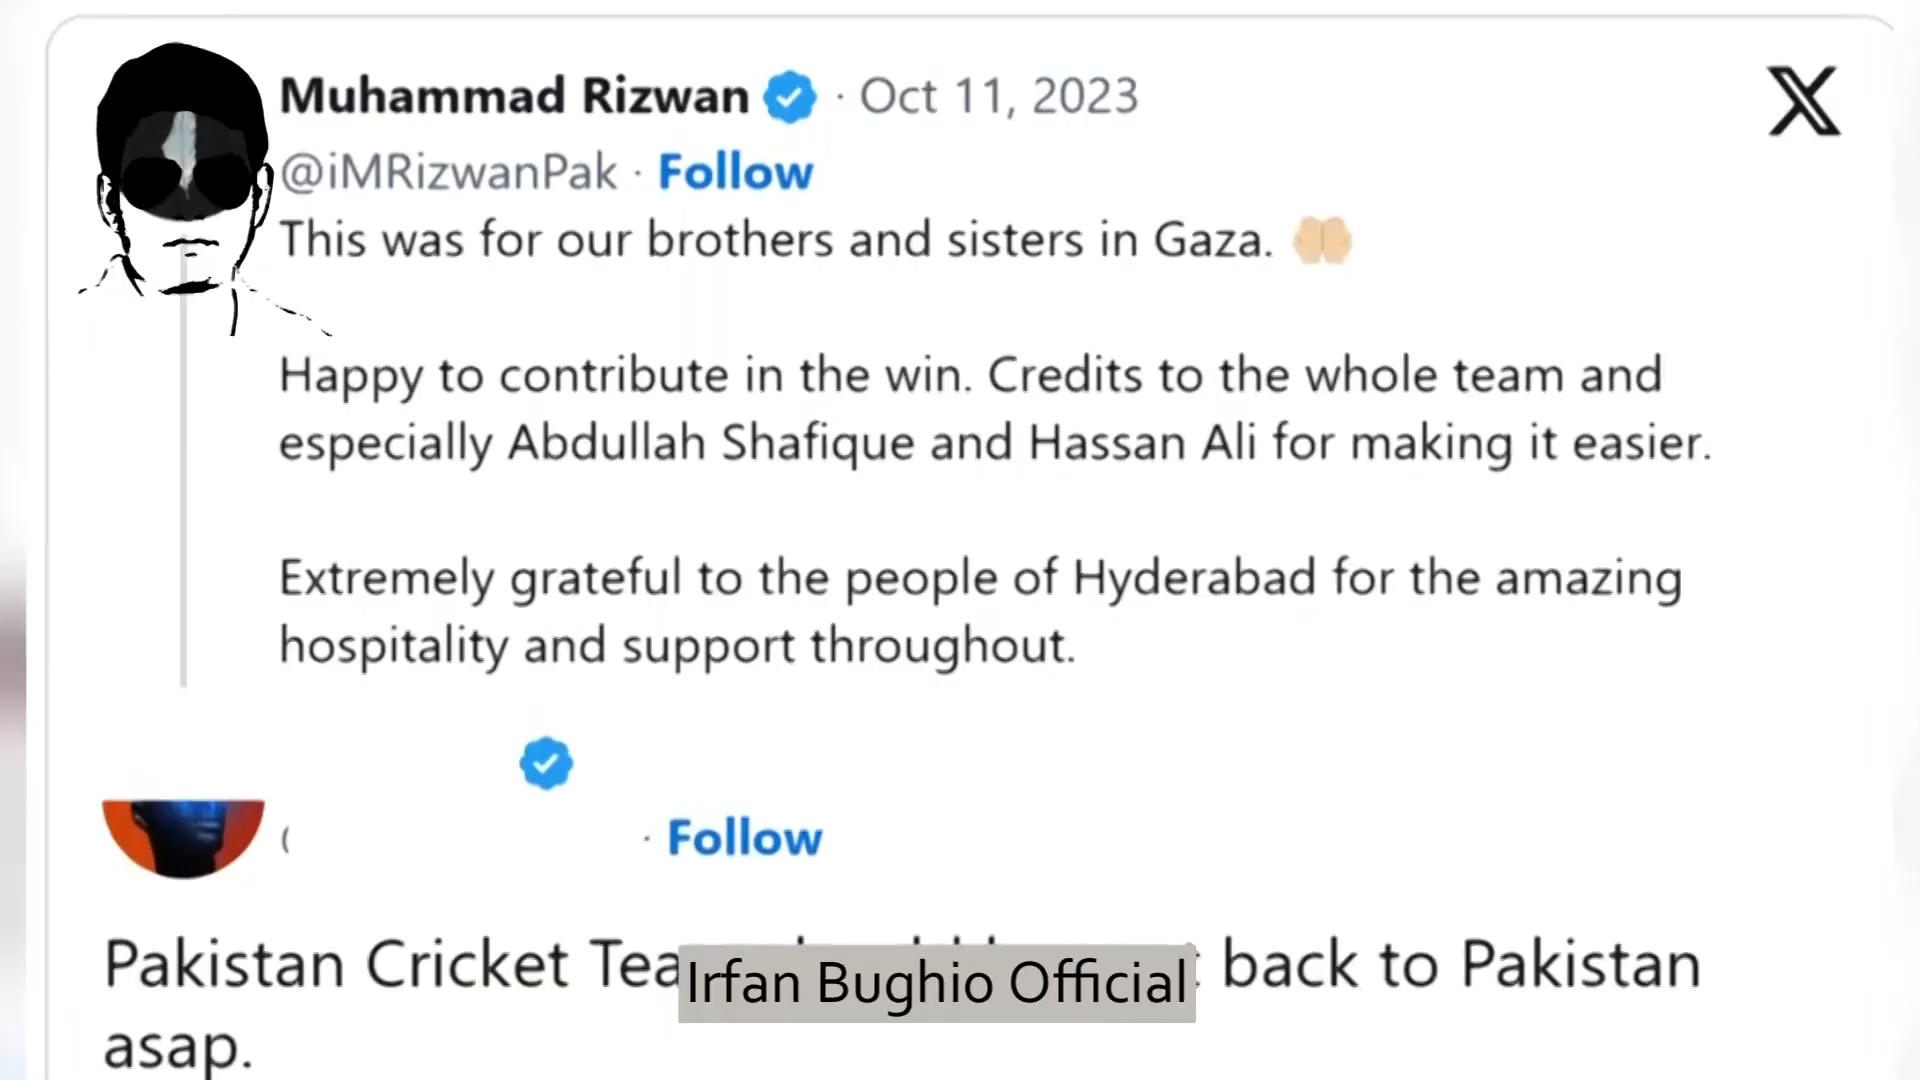 Muhammad Rizwan · Oct 11, 2023
@iMRizwanPak · Follow
This was for our brothers and sisters in Gaza. 🤲🏼
Happy to contribute in the win. Credits to the whole team and
especially Abdullah Shafique and Hassan Ali for making it easier.
Extremely grateful to the people of Hyderabad for the amazing
hospitality and support throughout.
· Follow
Pakistan Cricket back to Pakistan
Irfan Bughio Official
asap.